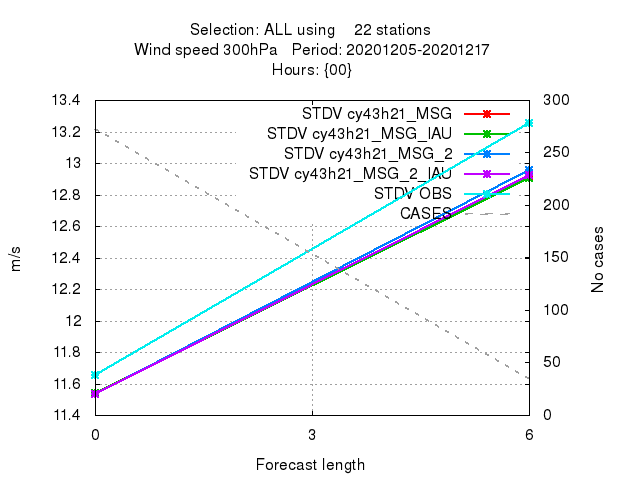 Selection: ALL using 22 stations
Wind speed 300hPa Period: 20201205-20201217
Hours: {00}
13.4
13.2
13
12.8
12.6
12.4
12.2
12
11.8
11.6
11.4
m/s
STDV cy43h21_MSG
STDV cy43h21_MSG_IAU
STDV cy43h21_MSG_2
STDV cy43h21_MSG_2_IAU
STDV OBS
CASES
300
250
200
150
100
50
0
No cases
0 3 6
Forecast length